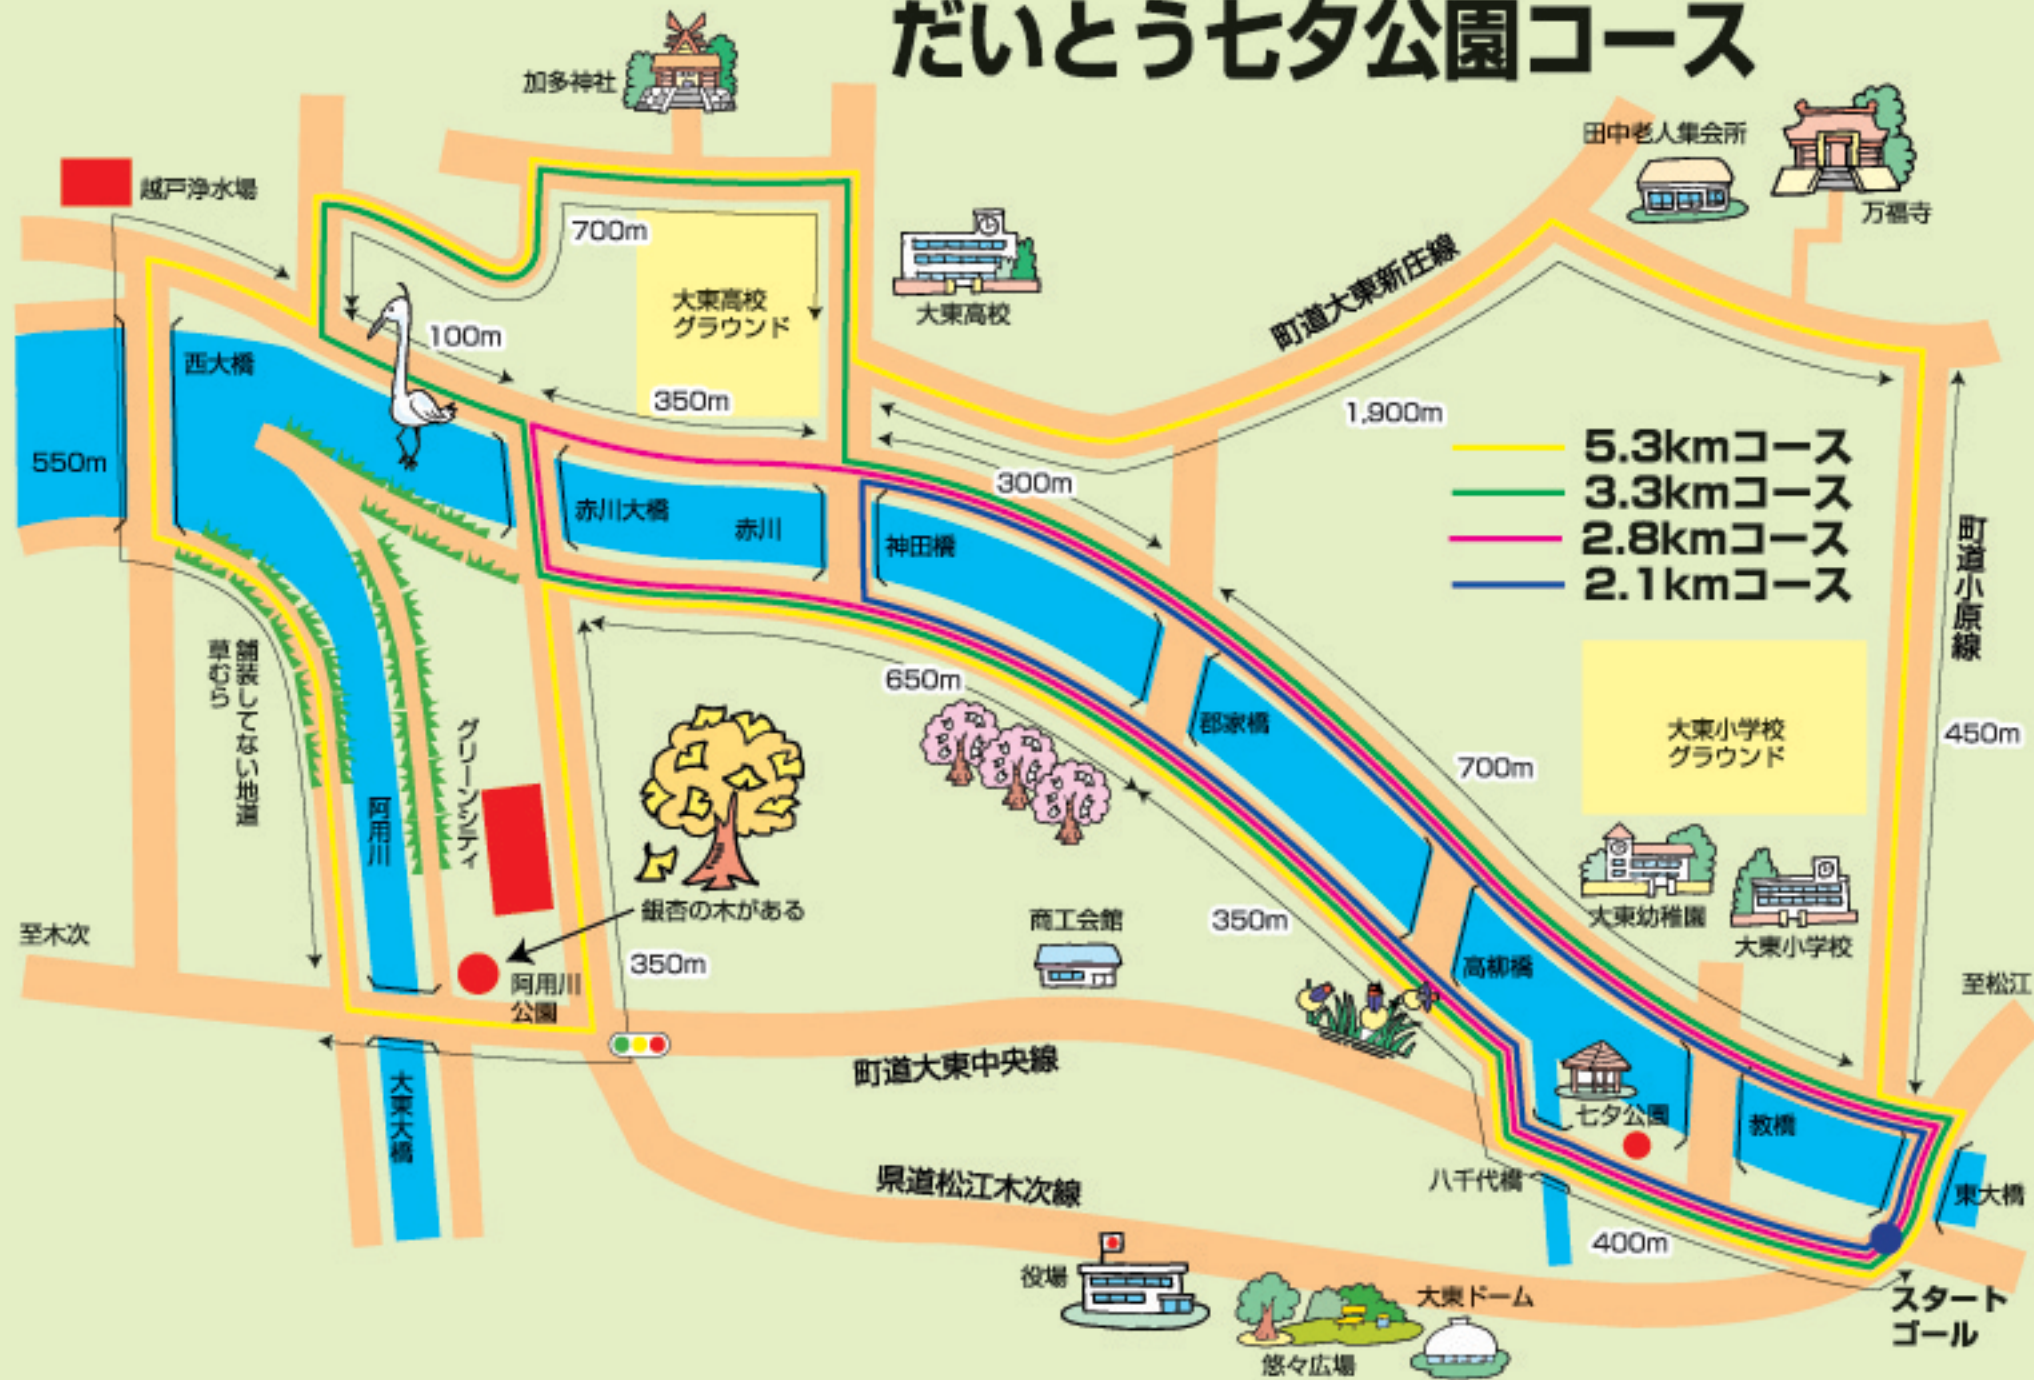 だいとう七夕公園コース
加多神社
田中老人集会所
万福寺
越戸浄水場
700m
大東高校
グラウンド
大東高校
町道大東新庄線
100m
西大橋
350m
1,900m
550m
300m
5.3kmコース
3.3kmコース
2.8kmコース
2.1kmコース
赤川大橋
赤川
神田橋
町道小原線
舗装してない地道
草むら
650m
郡家橋
グリーンシティ
阿用川
700m
大東小学校
グラウンド
450m
銀杏の木がある
商工会館
350m
大東幼稚園
大東小学校
至木次
350m
高柳橋
至松江
阿用川
公園
町道大東中央線
大東大橋
七夕公園
教橋
県道松江木次線
八千代橋
東大橋
400m
役場
大東ドーム
スタート
ゴール
悠々広場